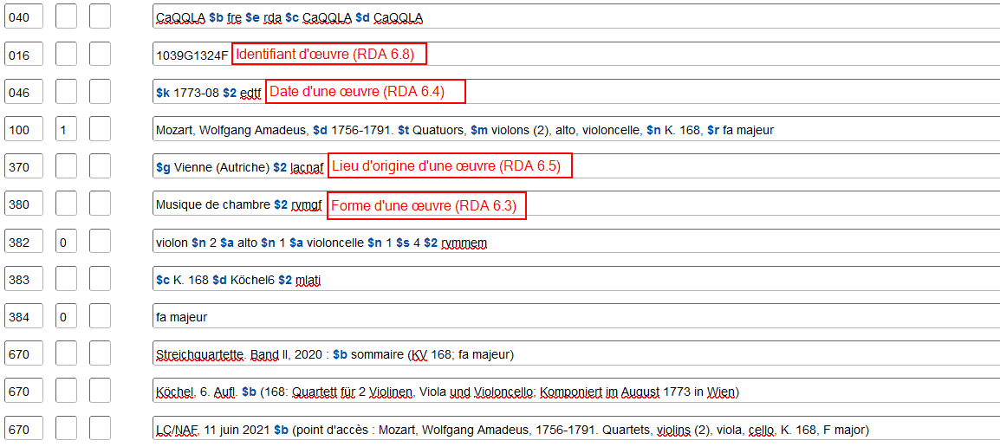 040 CaQQLA $b fre $e rda $c CaQQLA $d CaQQLA
016 1039G1324F Identifiant d'œuvre (RDA 6.8)
046 $k 1773-08 $2 edtf Date d'une œuvre (RDA 6.4)
100 1 Mozart, Wolfgang Amadeus, $d 1756-1791. $t Quatuors, $m violons (2), alto, violoncelle, $n K. 168, $r fa majeur
370 $g Vienne (Autriche) $2 lacnaf Lieu d'origine d'une œuvre (RDA 6.5)
380 Musique de chambre $2 rvmgf Forme d'une œuvre (RDA 6.3)
382 0 violon $n 2 $a alto $n 1 $a violoncelle $n 1 $s 4 $2 rvmmem
383 $c K. 168 $d Köchel6 $2 mlati
384 0 fa majeur
670 Streichquartette. Band II, 2020 : $b sommaire (KV 168; fa majeur)
670 Köchel, 6. Aufl. $b (168: Quartett für 2 Violinen, Viola und Violoncello; Komponiert im August 1773 in Wien)
670 LC/NAF, 11 juin 2021 $b (point d'accès : Mozart, Wolfgang Amadeus, 1756-1791. Quartets, violins (2), viola, cello, K. 168, F major)